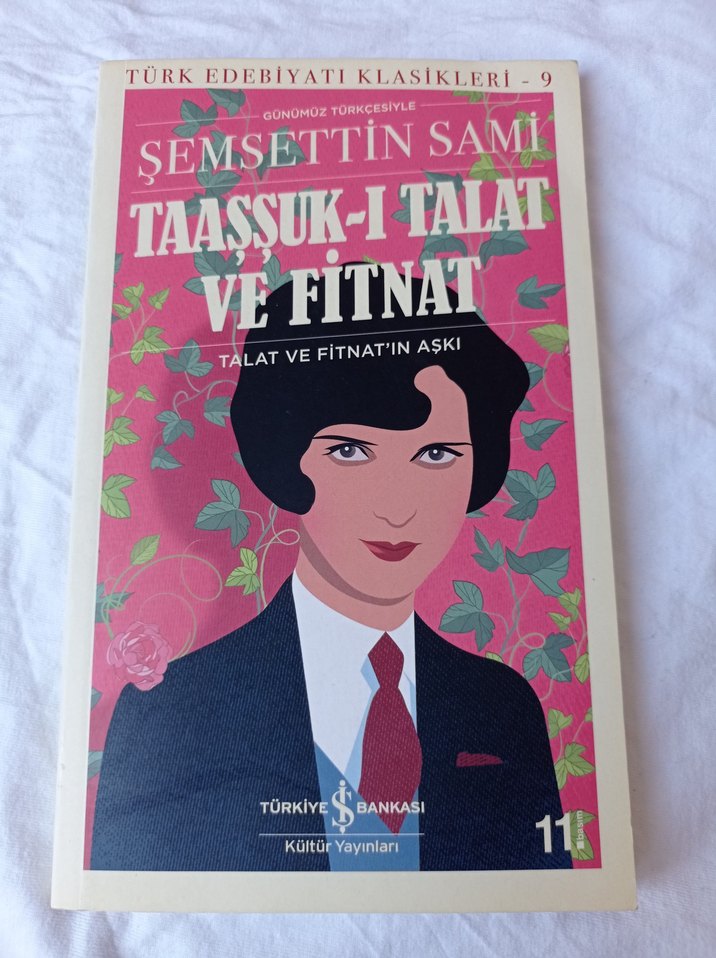 TÜRK EDEBİYATI KLASİKLERİ - 9
GÜNÜMÜZ TÜRKÇESİYLE
ŞEMSETTİN SAMİ
TAAŞŞUK-I TALAT
VE FİTNAT
TALAT VE FİTNAT'IN AŞKI
TÜRKİYE İŞ BANKASI
Kültür Yayınları
11.basım